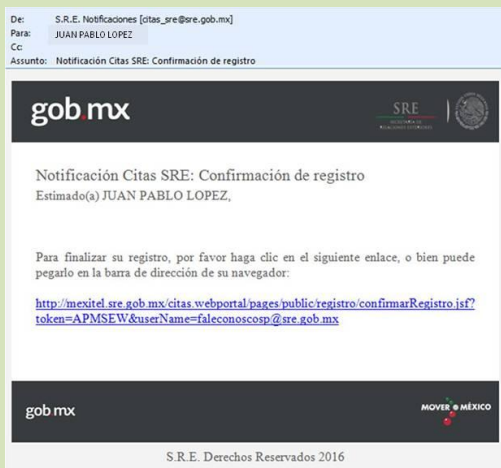 De: S.R.E. Notificaciones [citas_sre@sre.gob.mx]
Para: JUAN PABLO LOPEZ
Cc:
Asunto: Notificación Citas SRE: Confirmación de registro
gob.mx
SRE
SECRETARÍA DE
RELACIONES EXTERIORES
Notificación Citas SRE: Confirmación de registro
Estimado(a) JUAN PABLO LOPEZ,
Para finalizar su registro, por favor haga clic en el siguiente enlace, o bien puede
pegarlo en la barra de dirección de su navegador:
http://mexitel.sre.gob.mx/citas.webportal/pages/public/registro/confirmarRegistro.jsf?
token=APMSEW&userName=faleconoscosp@sre.gob.mx
gob.mx
MOVER A MÉXICO
S.R.E. Derechos Reservados 2016